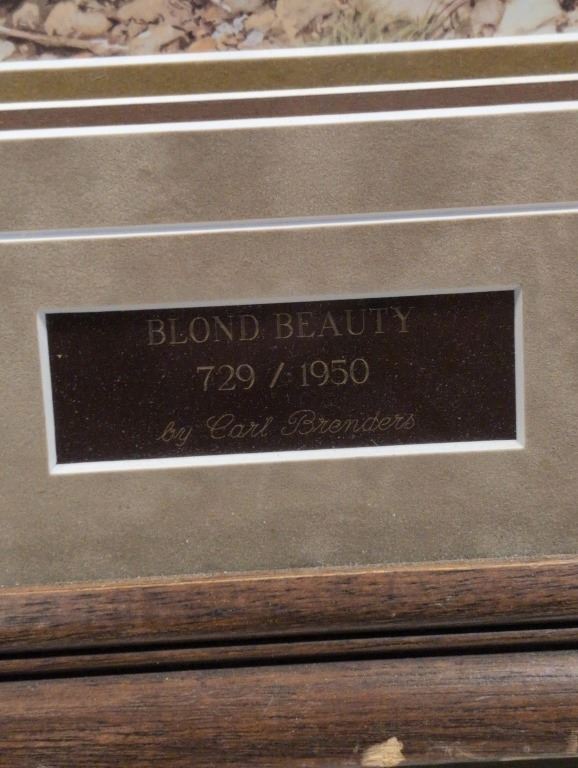 BLOND BEAUTY
729 / 1950
by Carl Brenders